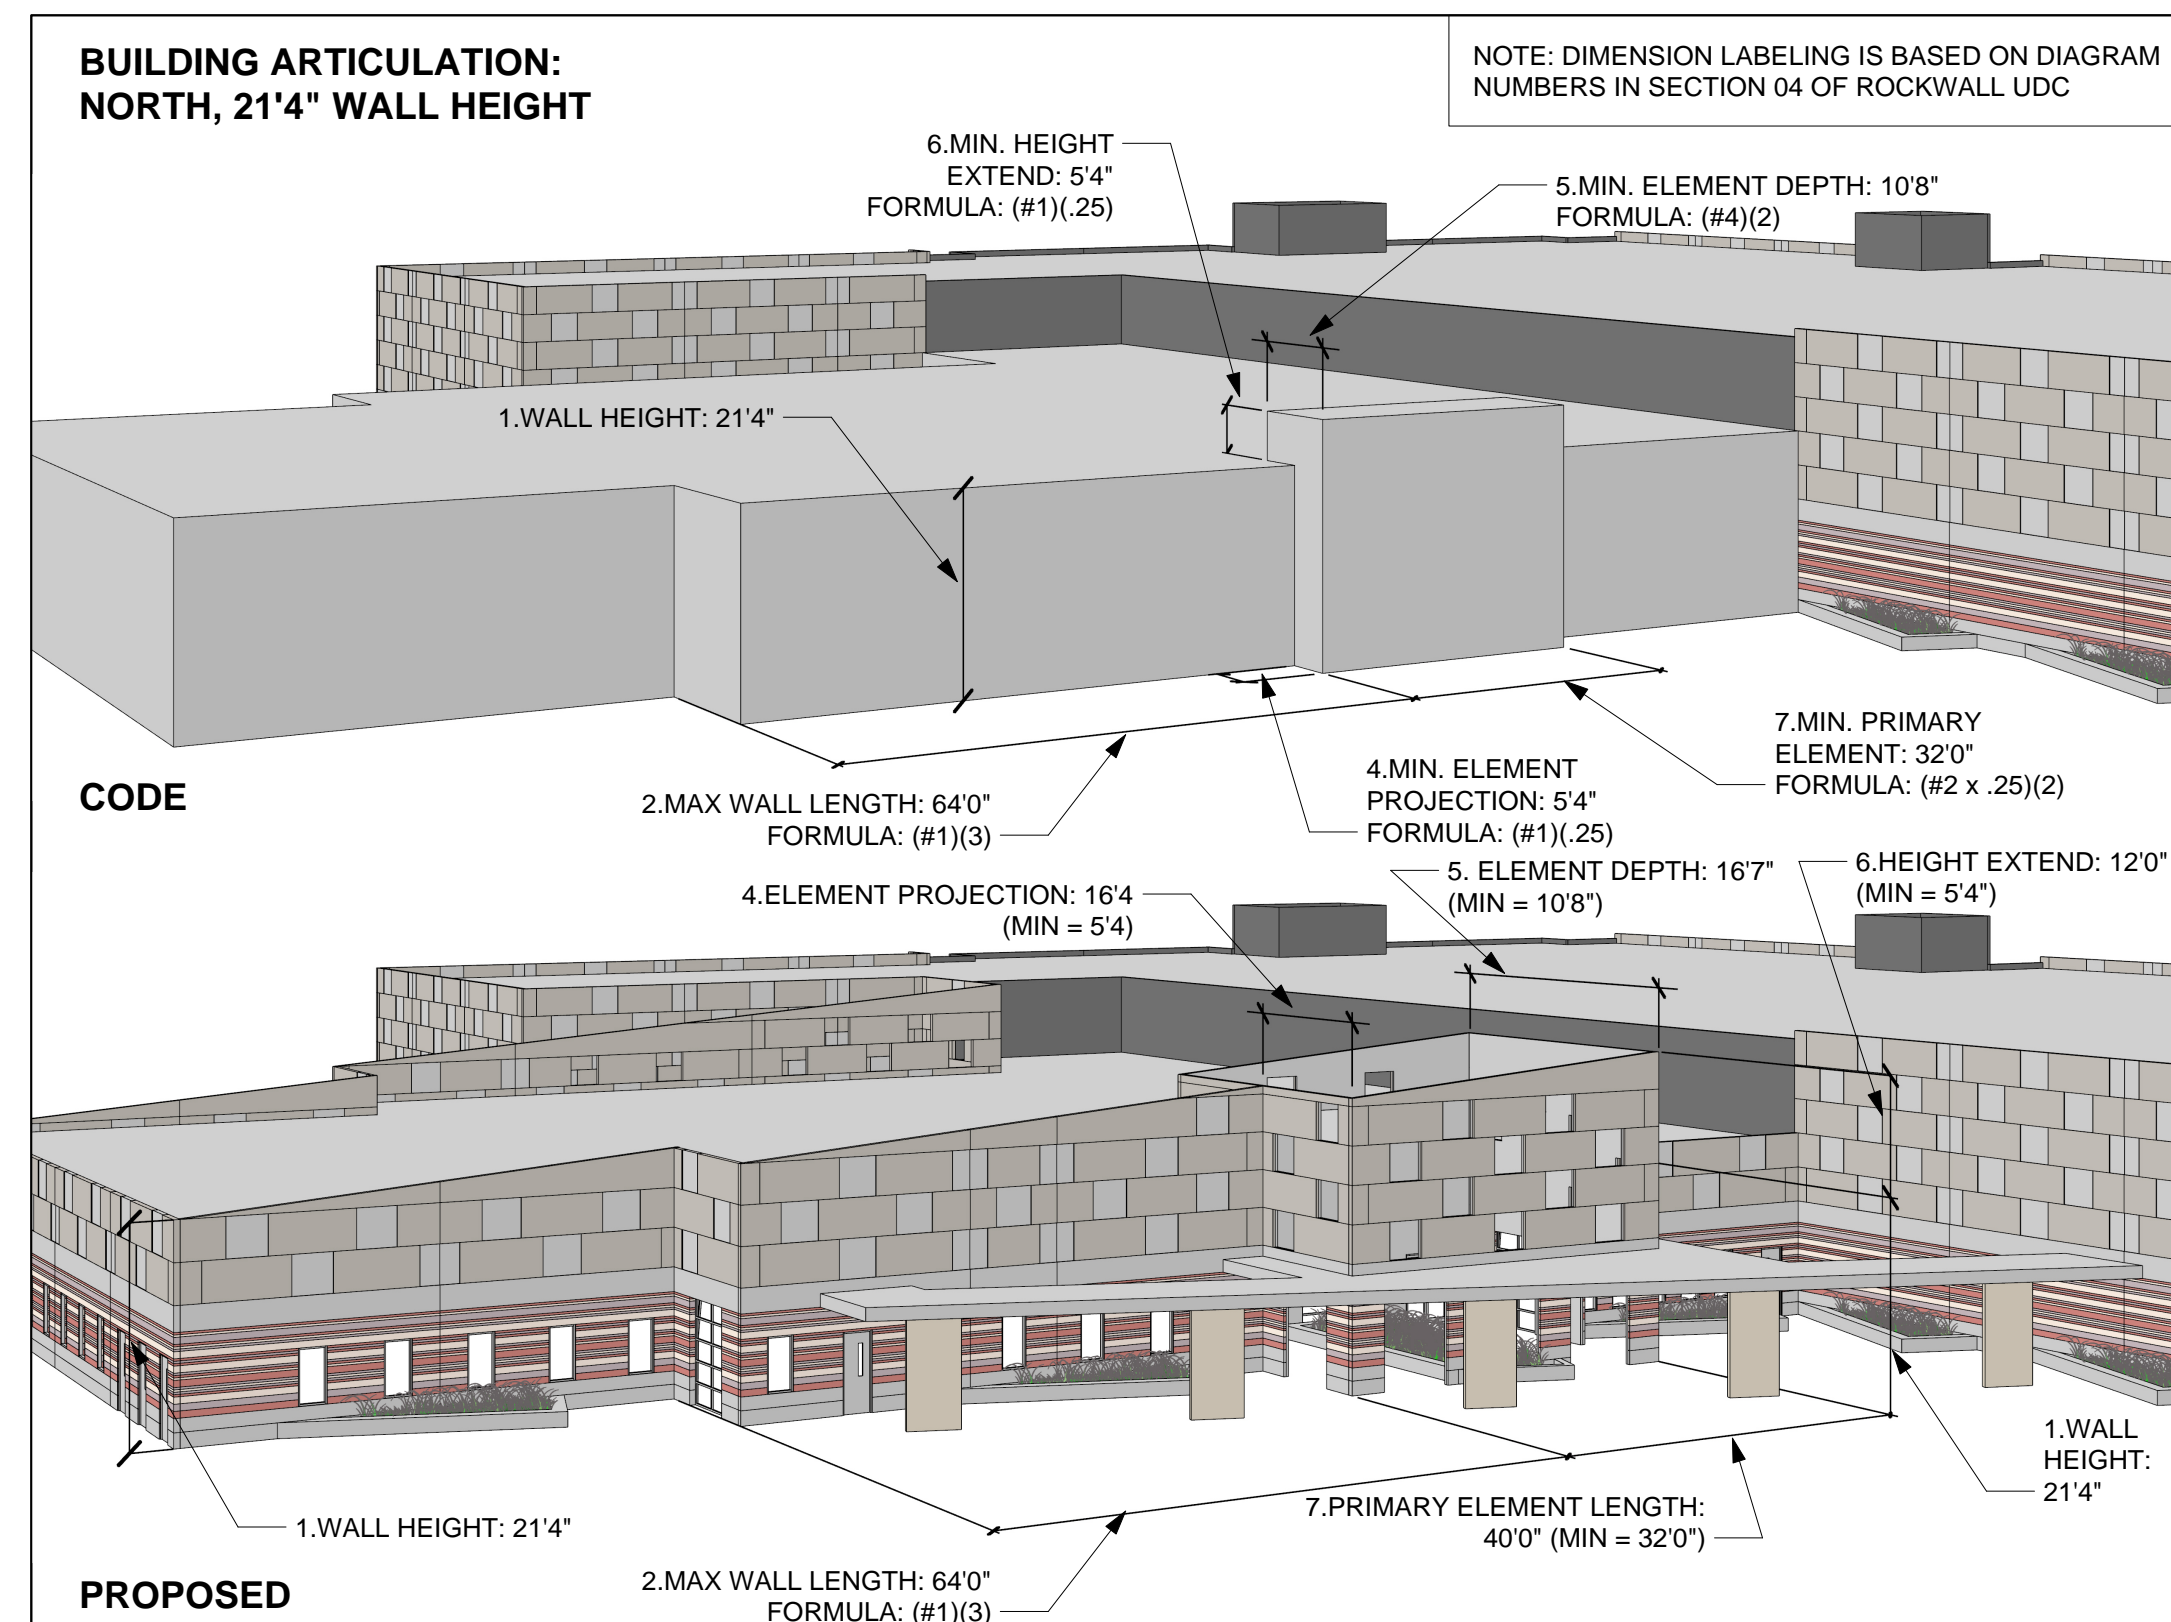 BUILDING ARTICULATION:
NORTH, 21'4" WALL HEIGHT
NOTE: DIMENSION LABELING IS BASED ON DIAGRAM
NUMBERS IN SECTION 04 OF ROCKWALL UDC
6.MIN. HEIGHT
EXTEND: 5'4"
FORMULA: (#1)(.25)
5.MIN. ELEMENT DEPTH: 10'8"
FORMULA: (#4)(2)
1.WALL HEIGHT: 21'4"
7.MIN. PRIMARY
ELEMENT: 32'0"
FORMULA: (#2 x .25)(2)
4.MIN. ELEMENT
PROJECTION: 5'4"
FORMULA: (#1)(.25)
CODE
2.MAX WALL LENGTH: 64'0"
FORMULA: (#1)(3)
4.ELEMENT PROJECTION: 16'4
(MIN = 5'4)
5. ELEMENT DEPTH: 16'7"
(MIN = 10'8")
6.HEIGHT EXTEND: 12'0"
(MIN = 5'4")
1.WALL
HEIGHT:
21'4"
1.WALL HEIGHT: 21'4"
7.PRIMARY ELEMENT LENGTH:
40'0" (MIN = 32'0")
PROPOSED
2.MAX WALL LENGTH: 64'0"
FORMULA: (#1)(3)